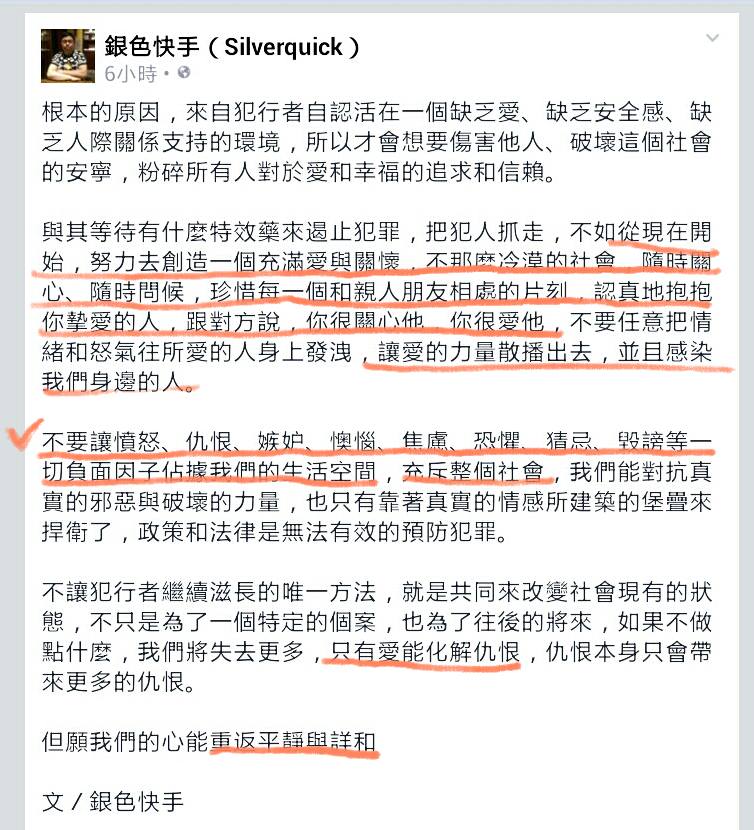 銀色快手（Silverquick）
6小時
根本的原因，來自犯行者自認活在一個缺乏愛、缺乏安全感、缺
乏人際關係支持的環境，所以才會想要傷害他人、破壞這個社會
的安寧，粉碎所有人對於愛和幸福的追求和信賴。
與其等待有什麼特效藥來遏止犯罪，把犯人抓走，不如從現在開
始，努力去創造一個充滿愛與關懷，不那麼冷漠的社會，隨時關
心、隨時問候，珍惜每一個和親人朋友相處的片刻，認真地抱抱
你摯愛的人，跟對方說，你很關心他，你很愛他，不要任意把情
緒和怒氣往所愛的人身上發洩，讓愛的力量散播出去，並且感染
我們身邊的人。
不要讓憤怒、仇恨、嫉妒、懊惱、焦慮、恐懼、猜忌、毀謗等一
切負面因子佔據我們的生活空間，充斥整個社會，我們能對抗真
實的邪惡與破壞的力量，也只有靠著真實的情感所建築的堡壘來
捍衛了，政策和法律是無法有效的預防犯罪。
不讓犯行者繼續滋長的唯一方法，就是共同來改變社會現有的狀
態，不只是為了一個特定的個案，也為了往後的將來，如果不做
點什麼，我們將失去更多，只有愛能化解仇恨，仇恨本身只會帶
來更多的仇恨。
但願我們的心能重返平靜與詳和
文／銀色快手